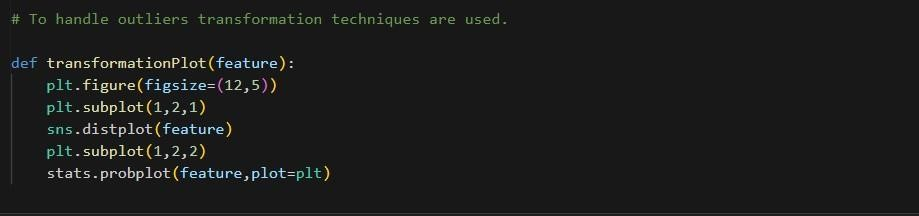 # To handle outliers transformation techniques are used.
def transformationPlot(feature):
    plt.figure(figsize=(12,5))
    plt.subplot(1,2,1)
    sns.distplot(feature)
    plt.subplot(1,2,2)
    stats.probplot(feature,plot=plt)